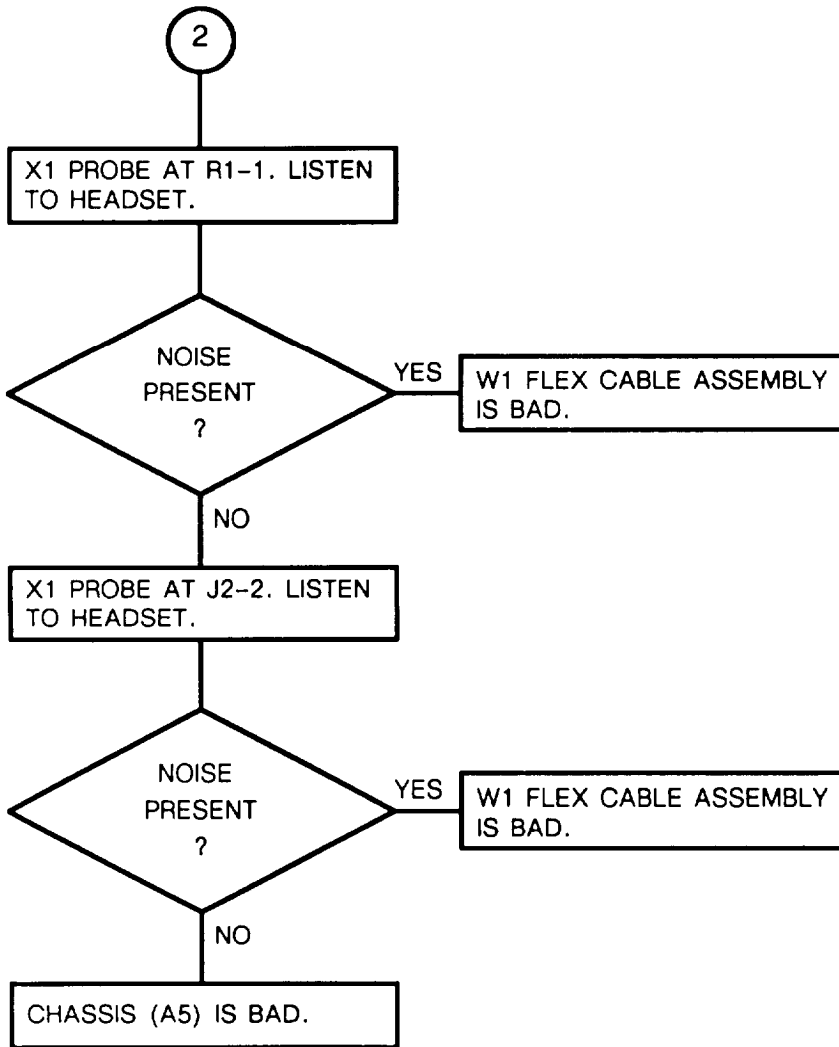 2
X1 PROBE AT R1-1. LISTEN
TO HEADSET.
NOISE
PRESENT
?
YES
W1 FLEX CABLE ASSEMBLY
IS BAD.
NO
X1 PROBE AT J2-2. LISTEN
TO HEADSET.
NOISE
PRESENT
?
YES
W1 FLEX CABLE ASSEMBLY
IS BAD.
NO
CHASSIS (A5) IS BAD.